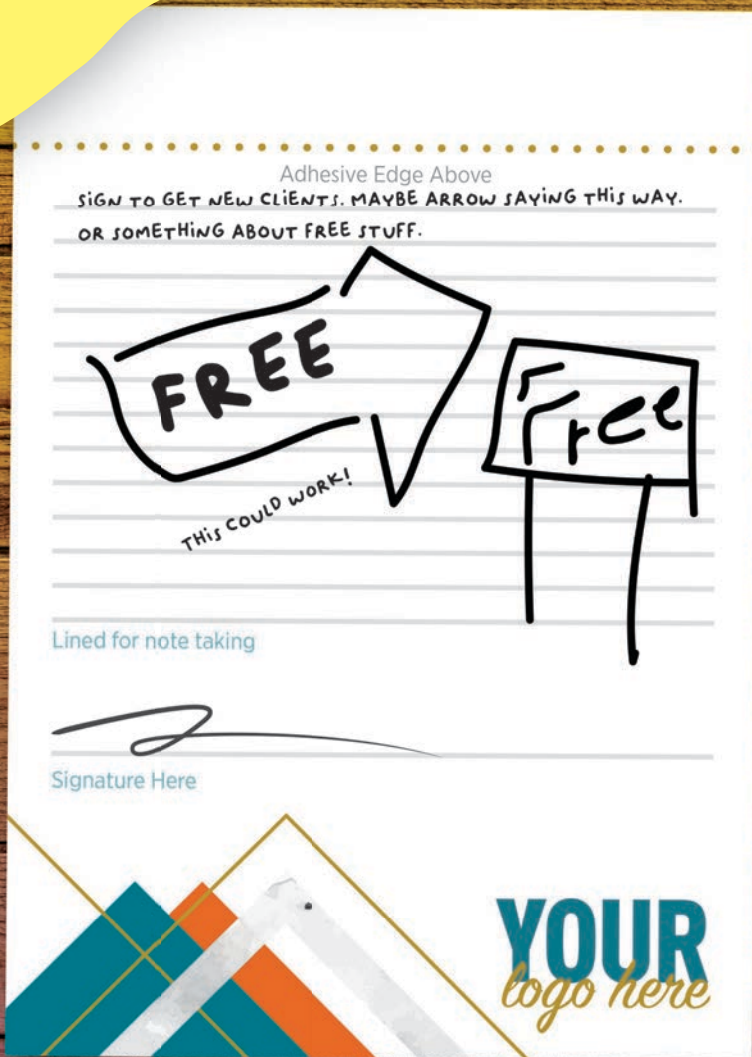 Adhesive Edge Above
SiGN TO GET NEW CLiENTS. MAYBE ARROW SAYiNG THiS WAY.
OR SOMETHiNG ABOUT FREE STUFF.
FREE
Free
THiS COULD WORK!
Lined for note taking
Signature Here
YOUR
logo here